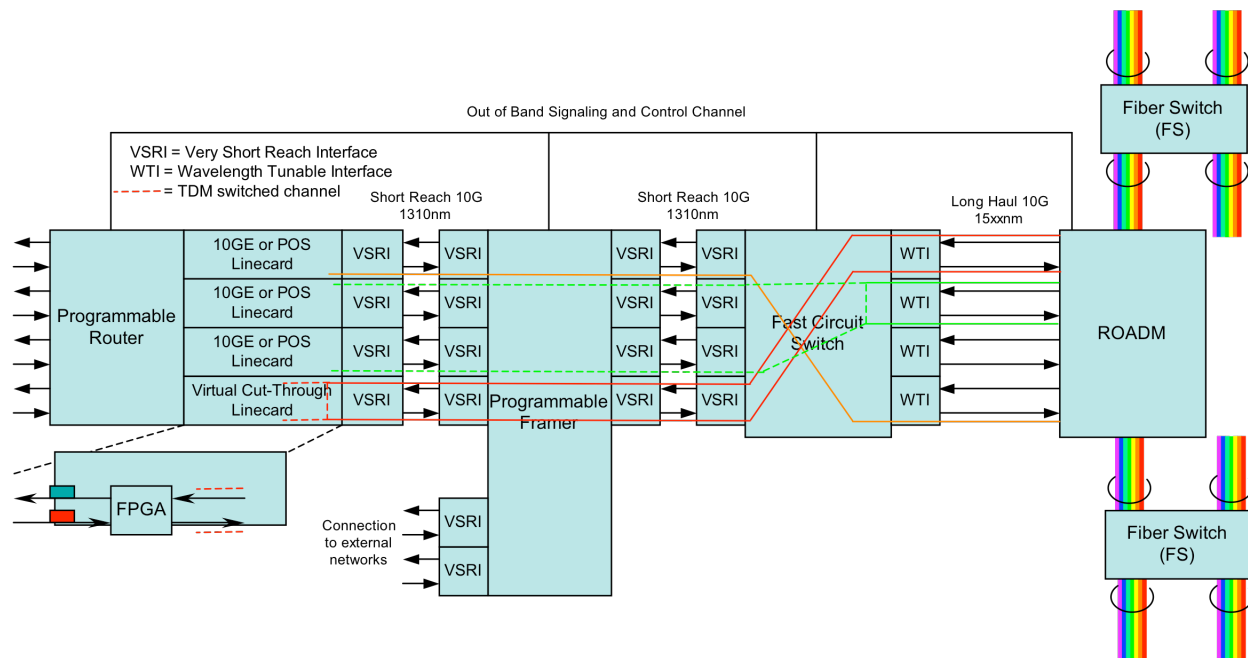 Out of Band Signaling and Control Channel
VSRI = Very Short Reach Interface
WTI = Wavelength Tunable Interface
= TDM switched channel
Short Reach 10G
1310nm
Short Reach 10G
1310nm
Long Haul 10G
15xxnm
Fiber Switch
(FS)
Programmable
Router
10GE or POS
Linecard
10GE or POS
Linecard
10GE or POS
Linecard
Virtual Cut-Through
Linecard
VSRI
VSRI
VSRI
VSRI
VSRI
VSRI
VSRI
VSRI
Programmable
Framer
VSRI
VSRI
VSRI
VSRI
VSRI
VSRI
VSRI
VSRI
Fast Circuit
Switch
WTI
WTI
WTI
WTI
ROADM
FPGA
Connection
to external
networks
VSRI
VSRI
Fiber Switch
(FS)